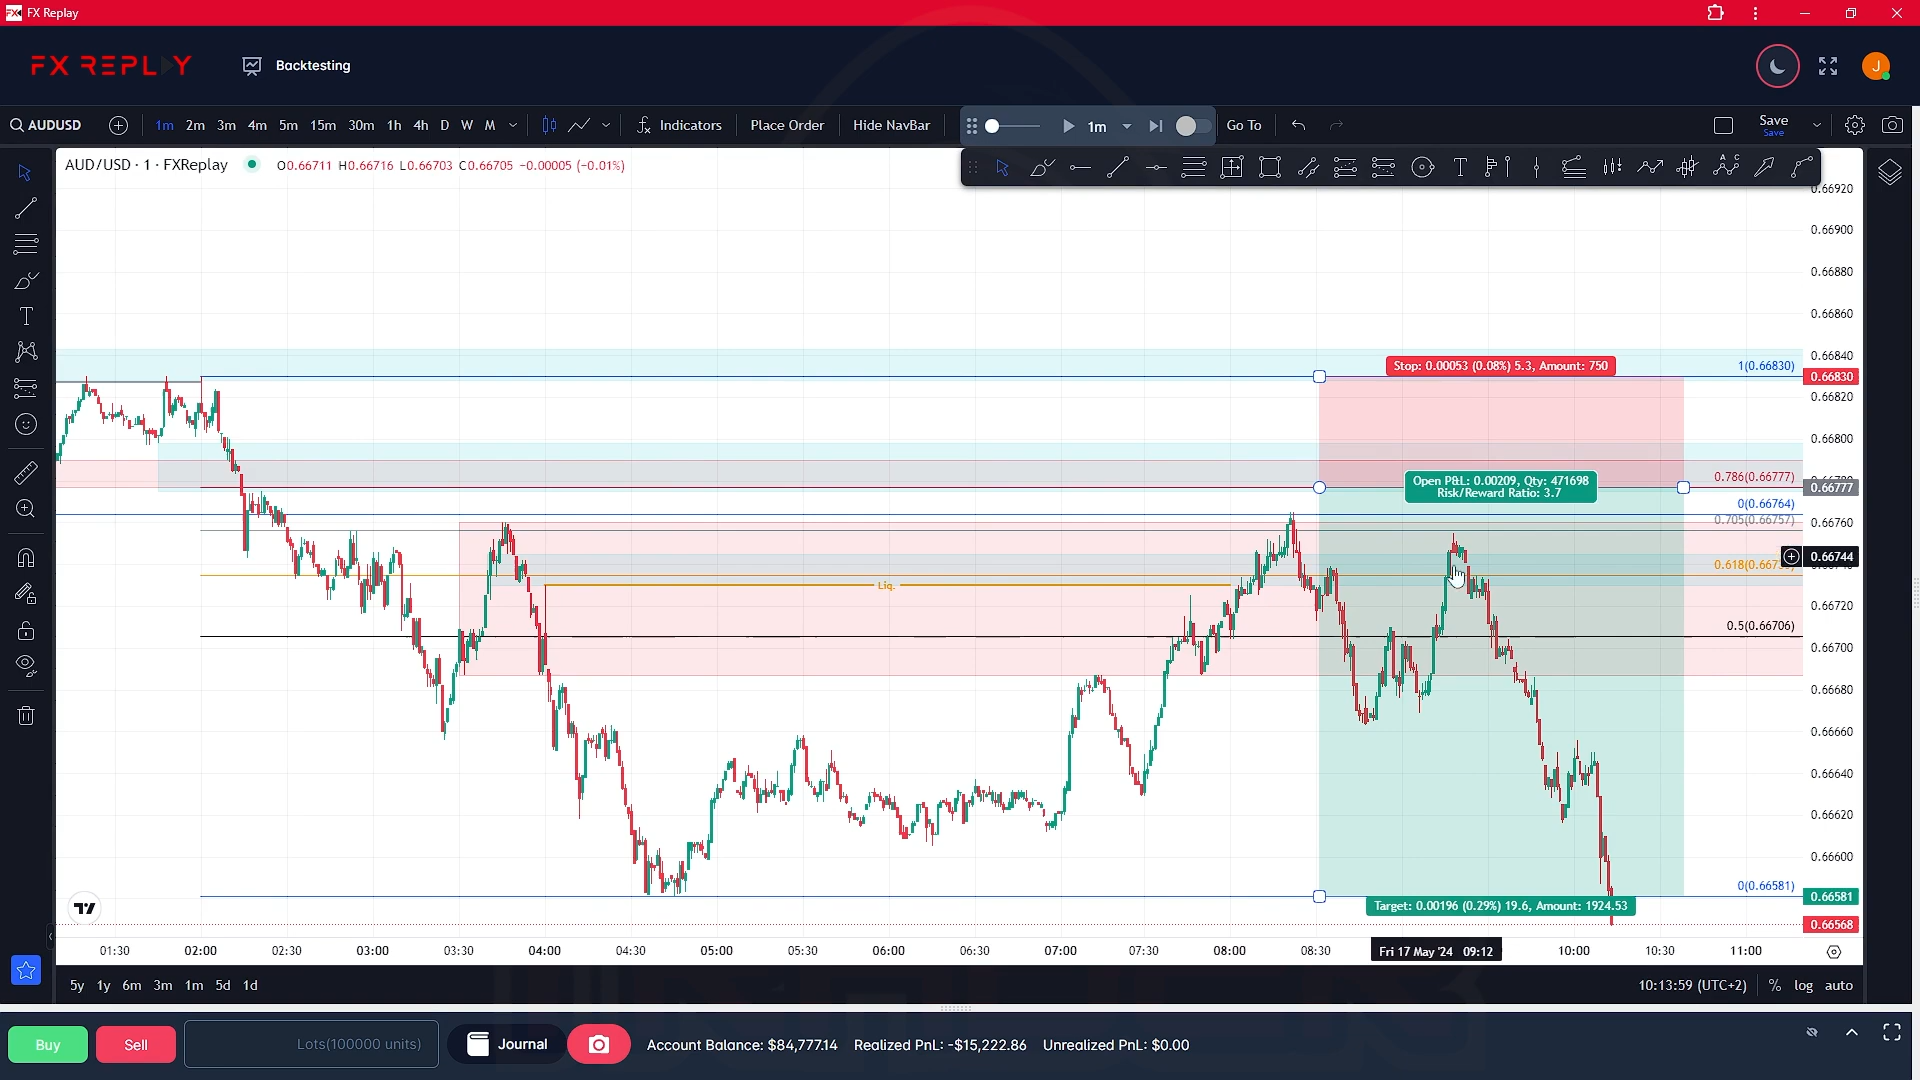 FX Replay
FX REPLAY
Backtesting
J
AUDUSD
1m 2m 3m 4m 5m 15m 30m 1h 4h D W M
Indicators
Place Order
Hide NavBar
1m
Go To
Save
Save
AUD/USD · 1 · FXReplay
O0.66711 H0.66716 L0.66703 C0.66705 −0.00005 (−0.01%)
0.66920
0.66900
0.66880
0.66860
0.66840
Stop: 0.00053 (0.08%) 5.3, Amount: 750
1(0.66830)
0.66830
0.66820
0.66800
0.786(0.66777)
0.66777
Open P&L: 0.00209, Qty: 471698
Risk/Reward Ratio: 3.7
0(0.66764)
0.705(0.66757)
0.66760
0.66744
Liq.
0.66720
0.5(0.66706)
0.66700
0.66680
0.66660
0.66640
0.66620
0.66600
0(0.66581)
0.66581
Target: 0.00196 (0.29%) 19.6, Amount: 1924.53
0.66568
01:30 02:00 02:30 03:00 03:30 04:00 04:30 05:00 05:30 06:00 06:30 07:00 07:30 08:00 08:30 Fri 17 May '24 09:12 10:00 10:30 11:00
5y 1y 6m 3m 1m 5d 1d
10:13:59 (UTC+2) % log auto
Buy
Sell
Lots(100000 units)
Journal
Account Balance: $84,777.14 Realized PnL: -$15,222.86 Unrealized PnL: $0.00